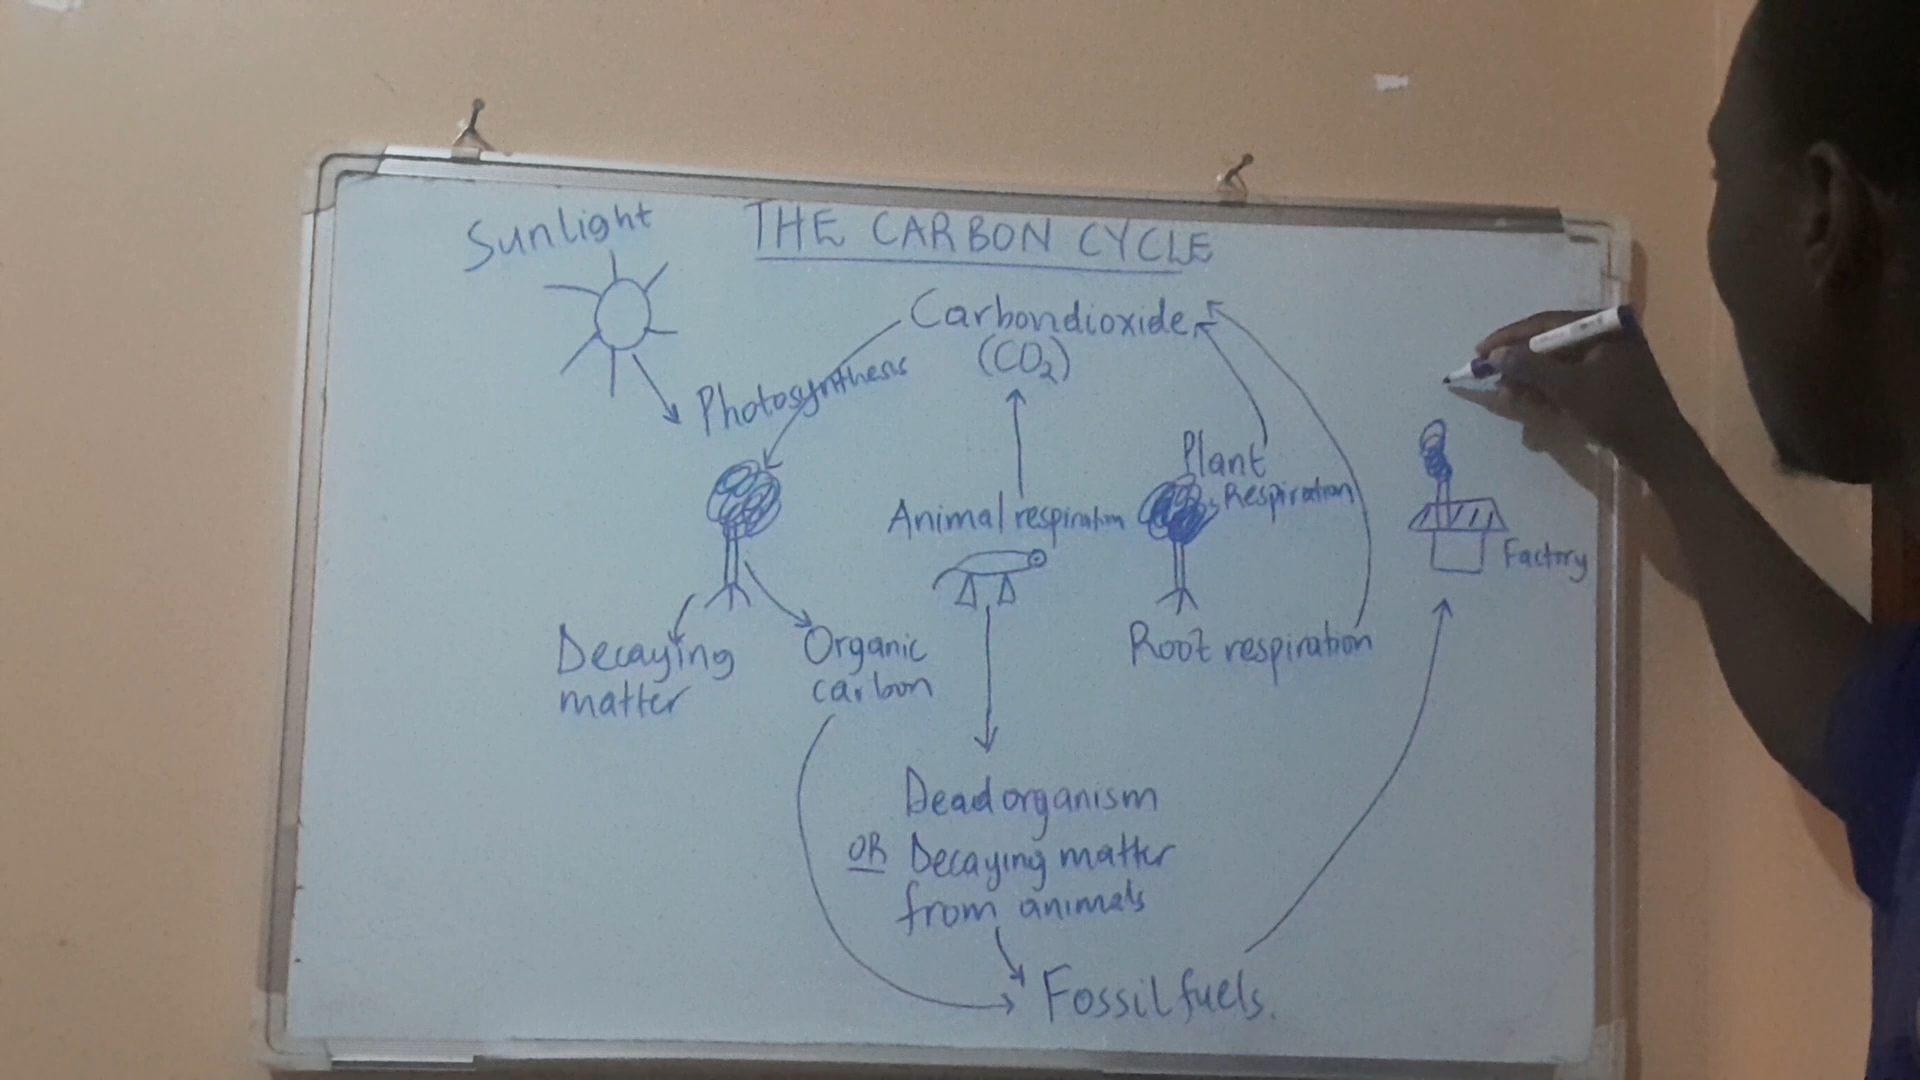 Sunlight
THE CARBON CYCLE
Carbondioxide
(CO₂)
Photosynthesis
Plant
Respiration
Animal respiration
Factory
Decaying
matter
Organic
carbon
Root respiration
Dead organism
OR Decaying matter
from animals
Fossil fuels.